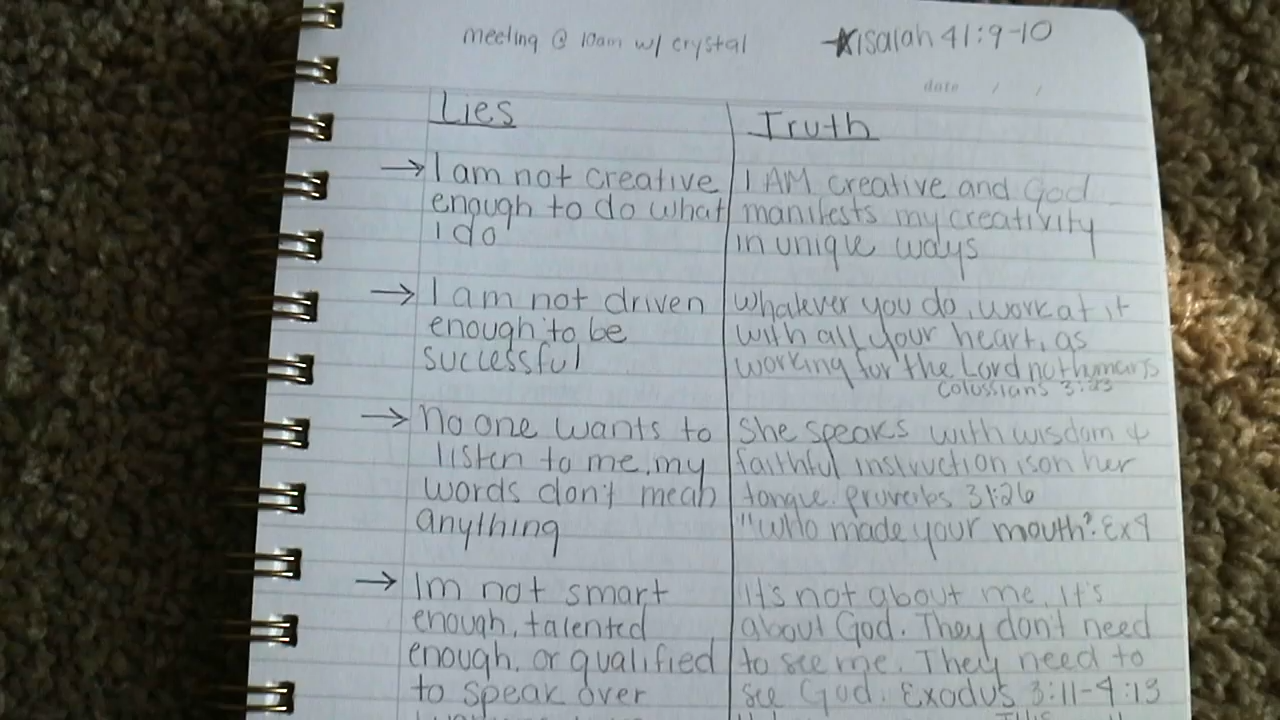 meeting @ 10am w/ crystal
★Isaiah 41:9-10
date / /
Lies
Truth
→ I am not creative
enough to do what
I do
I AM creative and God
manifests my creativity
in unique ways
→ I am not driven
enough to be
successful
Whatever you do, work at it
with all your heart, as
working for the Lord not humans
Colossians 3:23
→ No one wants to
listen to me, my
words don't mean
anything
She speaks with wisdom &
faithful instruction is on her
tongue. Proverbs 31:26
"Who made your mouth? Ex 4
→ Im not smart
enough, talented
enough, or qualified
to speak over
It's not about me. It's
about God. They don't need
to see me. They need to
see God. Exodus 3:11-4:13